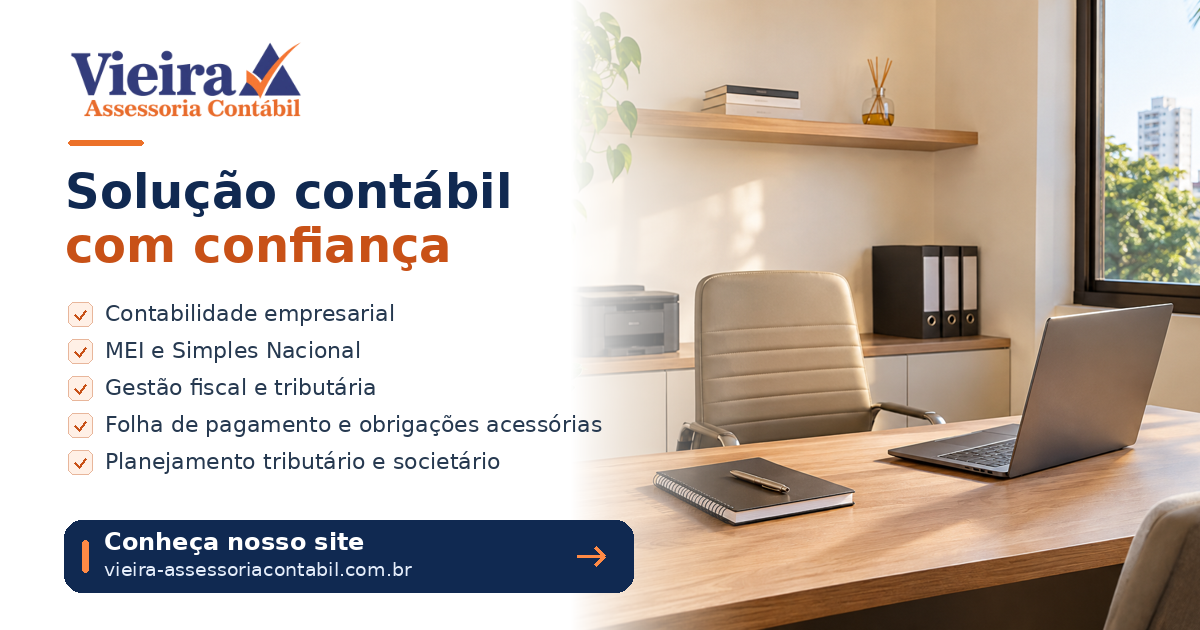 Vieira
Assessoria Contábil
Solução contábil
com confiança
Contabilidade empresarial
MEI e Simples Nacional
Gestão fiscal e tributária
Folha de pagamento e obrigações acessórias
Planejamento tributário e societário
Conheça nosso site
vieira-assessoriacontabil.com.br